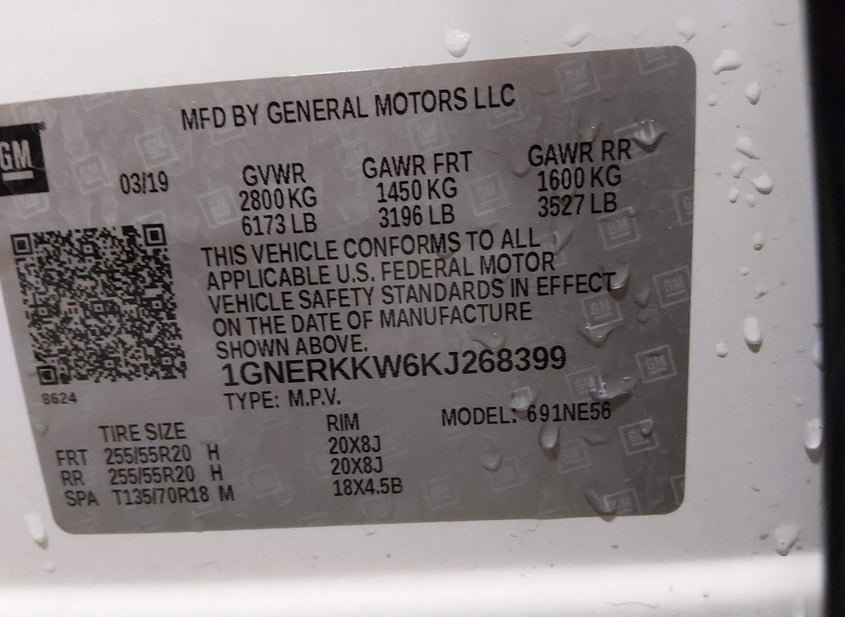 MFD BY GENERAL MOTORS LLC
GM
03/19
GVWR GAWR FRT GAWR RR
2800 KG 1450 KG 1600 KG
6173 LB 3196 LB 3527 LB
THIS VEHICLE CONFORMS TO ALL
APPLICABLE U.S. FEDERAL MOTOR
VEHICLE SAFETY STANDARDS IN EFFECT
ON THE DATE OF MANUFACTURE
SHOWN ABOVE.
1GNERKKW6KJ268399
8624
TYPE: M.P.V.
MODEL: 691NE56
TIRE SIZE RIM
FRT 255/55R20 H 20X8J
RR 255/55R20 H 20X8J
SPA T135/70R18 M 18X4.5B